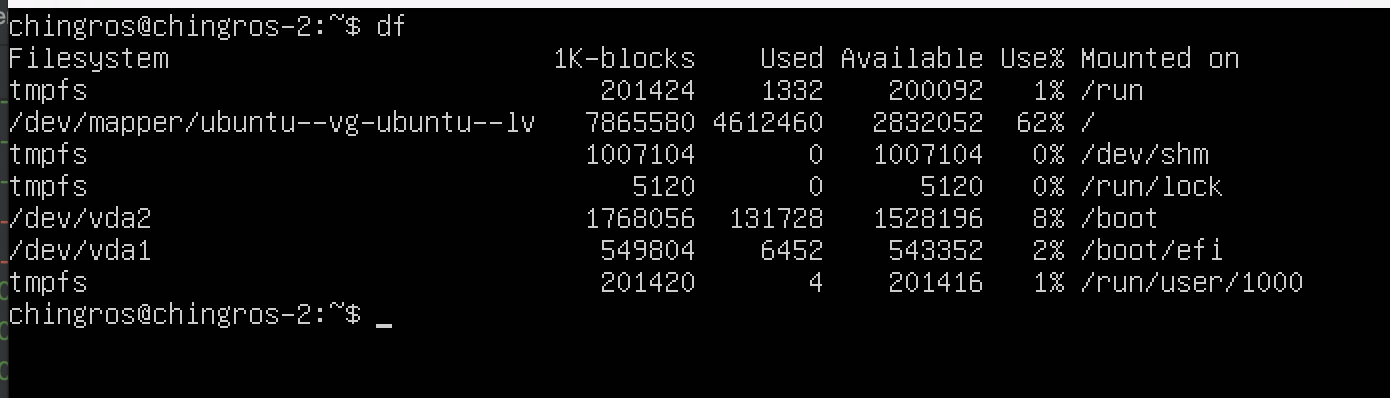 chingros@chingros-2:~$ df
Filesystem                        1K-blocks    Used Available Use% Mounted on
tmpfs                                201424    1332    200092   1% /run
/dev/mapper/ubuntu--vg-ubuntu--lv   7865580 4612460   2832052  62% /
tmpfs                               1007104       0   1007104   0% /dev/shm
tmpfs                                  5120       0      5120   0% /run/lock
/dev/vda2                           1768056  131728   1528196   8% /boot
/dev/vda1                            549804    6452    543352   2% /boot/efi
tmpfs                                201420       4    201416   1% /run/user/1000
chingros@chingros-2:~$ _